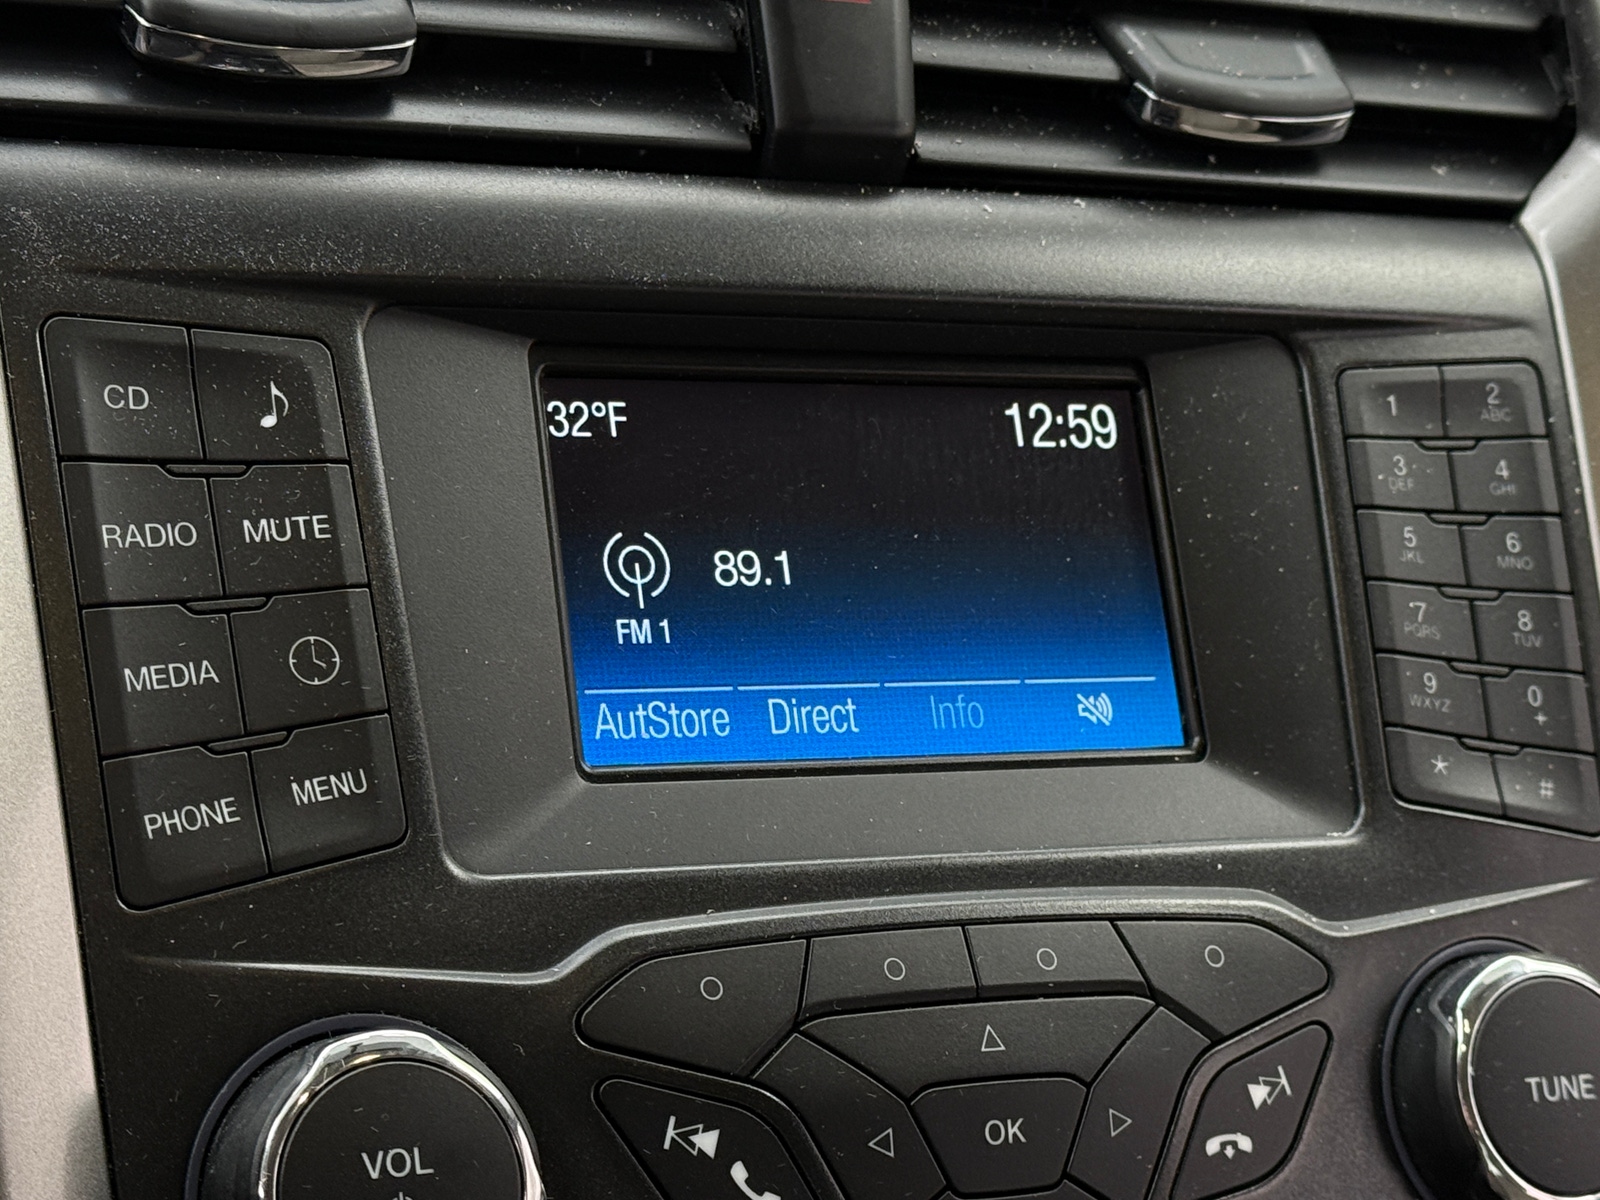 32°F 12:59
89.1
FM 1
AutStore Direct Info
CD
RADIO MUTE
MEDIA
PHONE MENU
1 2 ABC
3 DEF 4 GHI
5 JKL 6 MNO
7 PQRS 8 TUV
9 WXYZ 0 +
* #
OK
VOL
TUNE